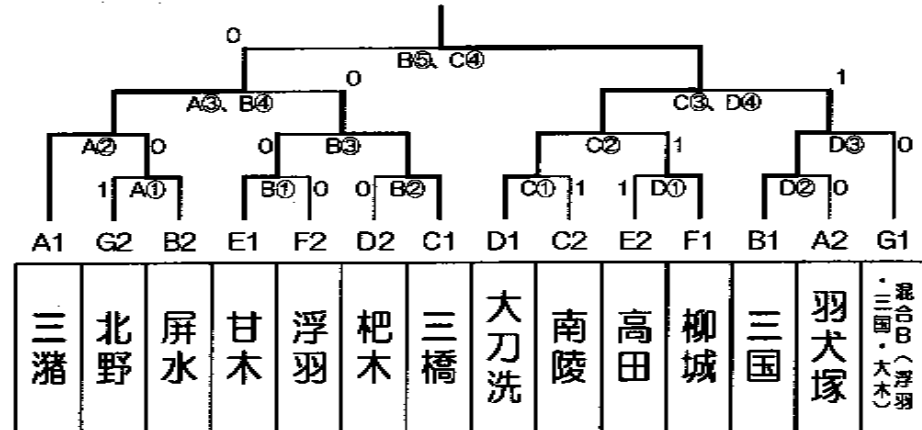 0
B⑤、C④
0
1
A③、B④
C③、D④
A②
0
0
B③
C②
1
D③
0
1
A①
B①
0
0
B②
C①
1
1
D①
D②
0
A1 G2 B2 E1 F2 D2 C1 D1 C2 E2 F1 B1 A2 G1
三潴
北野
屏水
甘木
浮羽
杷木
三橋
大刀洗
南陵
高田
柳城
三国
羽犬塚
混合B（浮羽
・三国・大木）